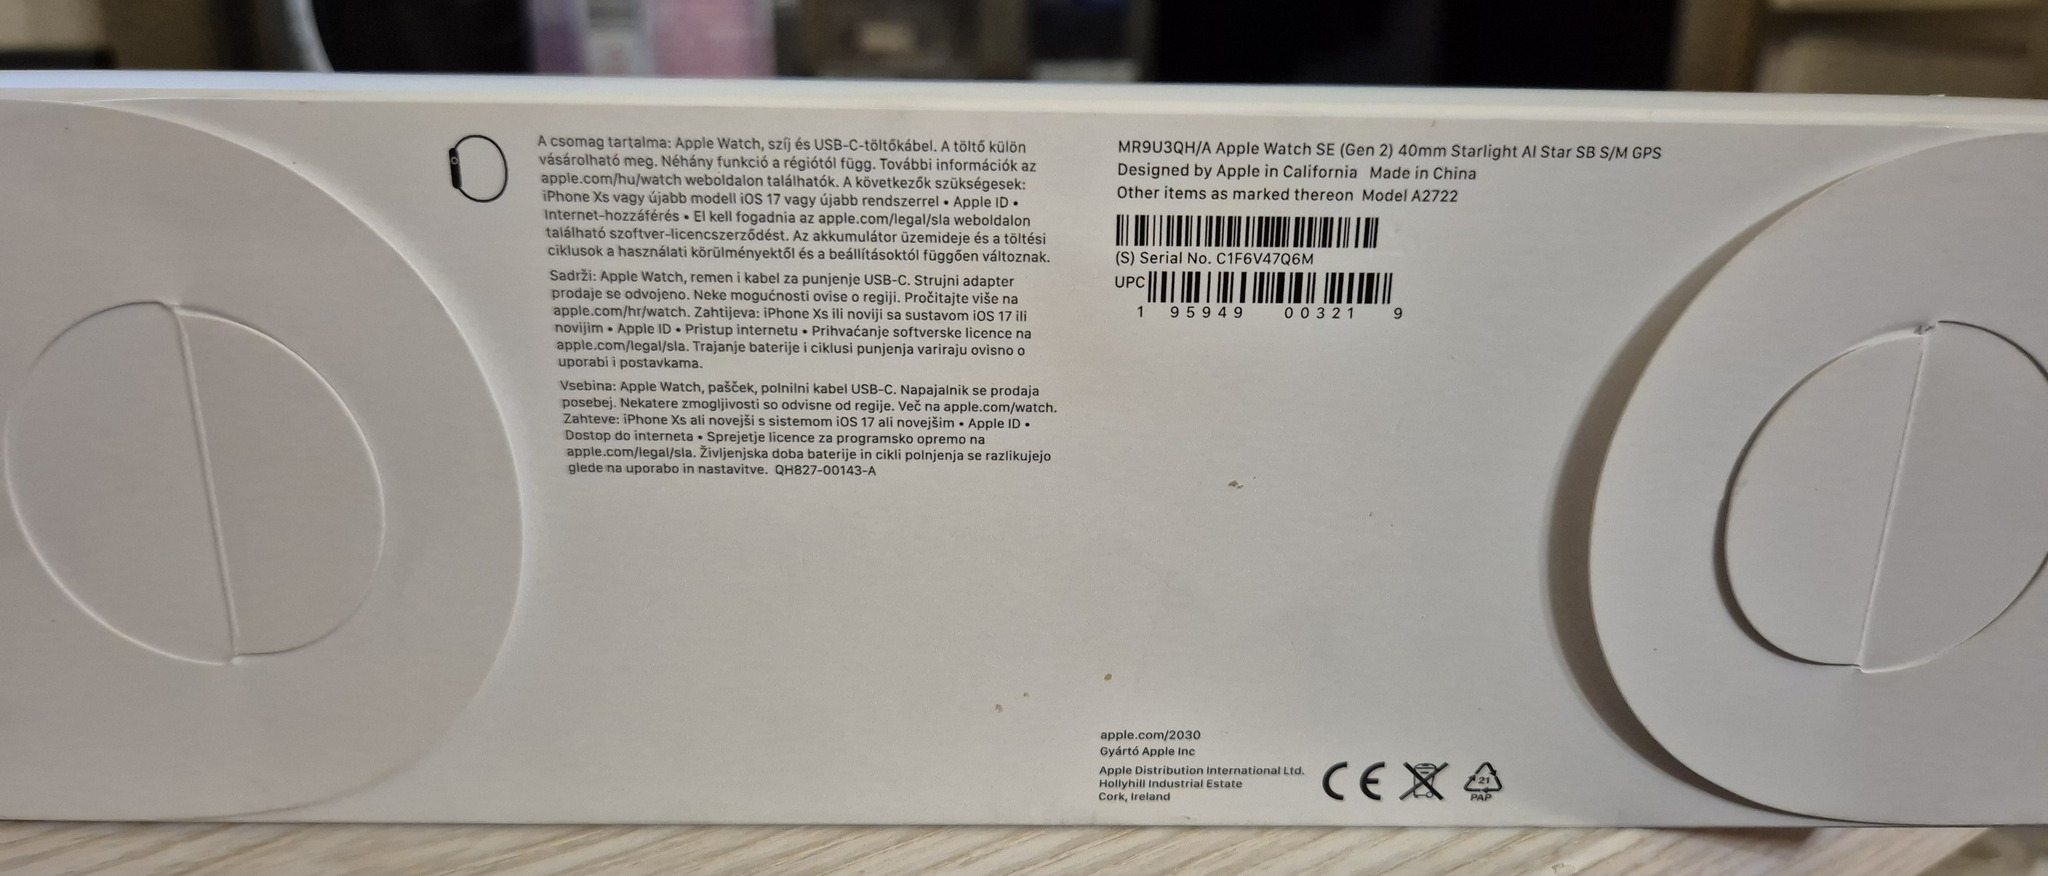 A csomag tartalma: Apple Watch, szíj és USB-C-töltőkábel. A töltő külön
vásárolható meg. Néhány funkció a régiótól függ. További információk az
apple.com/hu/watch weboldalon találhatók. A következők szükségesek:
iPhone Xs vagy újabb modell iOS 17 vagy újabb rendszerrel • Apple ID •
Internet-hozzáférés • El kell fogadnia az apple.com/legal/sla weboldalon
található szoftver-licencszerződést. Az akkumulátor üzemideje és a töltési
ciklusok a használati körülményektől és a beállításoktól függően változnak.
Sadrži: Apple Watch, remen i kabel za punjenje USB-C. Strujni adapter
prodaje se odvojeno. Neke mogućnosti ovise o regiji. Pročitajte više na
apple.com/hr/watch. Zahtijeva: iPhone Xs ili noviji sa sustavom iOS 17 ili
novijim • Apple ID • Pristup internetu • Prihvaćanje softverske licence na
apple.com/legal/sla. Trajanje baterije i ciklusi punjenja variraju ovisno o
uporabi i postavkama.
Vsebina: Apple Watch, pašček, polnilni kabel USB-C. Napajalnik se prodaja
posebej. Nekatere zmogljivosti so odvisne od regije. Več na apple.com/watch.
Zahteve: iPhone Xs ali novejši s sistemom iOS 17 ali novejšim • Apple ID •
Dostop do interneta • Sprejetje licence za programsko opremo na
apple.com/legal/sla. Življenjska doba baterije in cikli polnjenja se razlikujejo
glede na uporabo in nastavitve. QH827-00143-A
MR9U3QH/A Apple Watch SE (Gen 2) 40mm Starlight Al Star SB S/M GPS
Designed by Apple in California Made in China
Other items as marked thereon Model A2722
(S) Serial No. C1F6V47Q6M
UPC
1 95949 00321 9
apple.com/2030
Gyártó Apple Inc
Apple Distribution International Ltd.
Hollyhill Industrial Estate
Cork, Ireland
CE
21
PAP